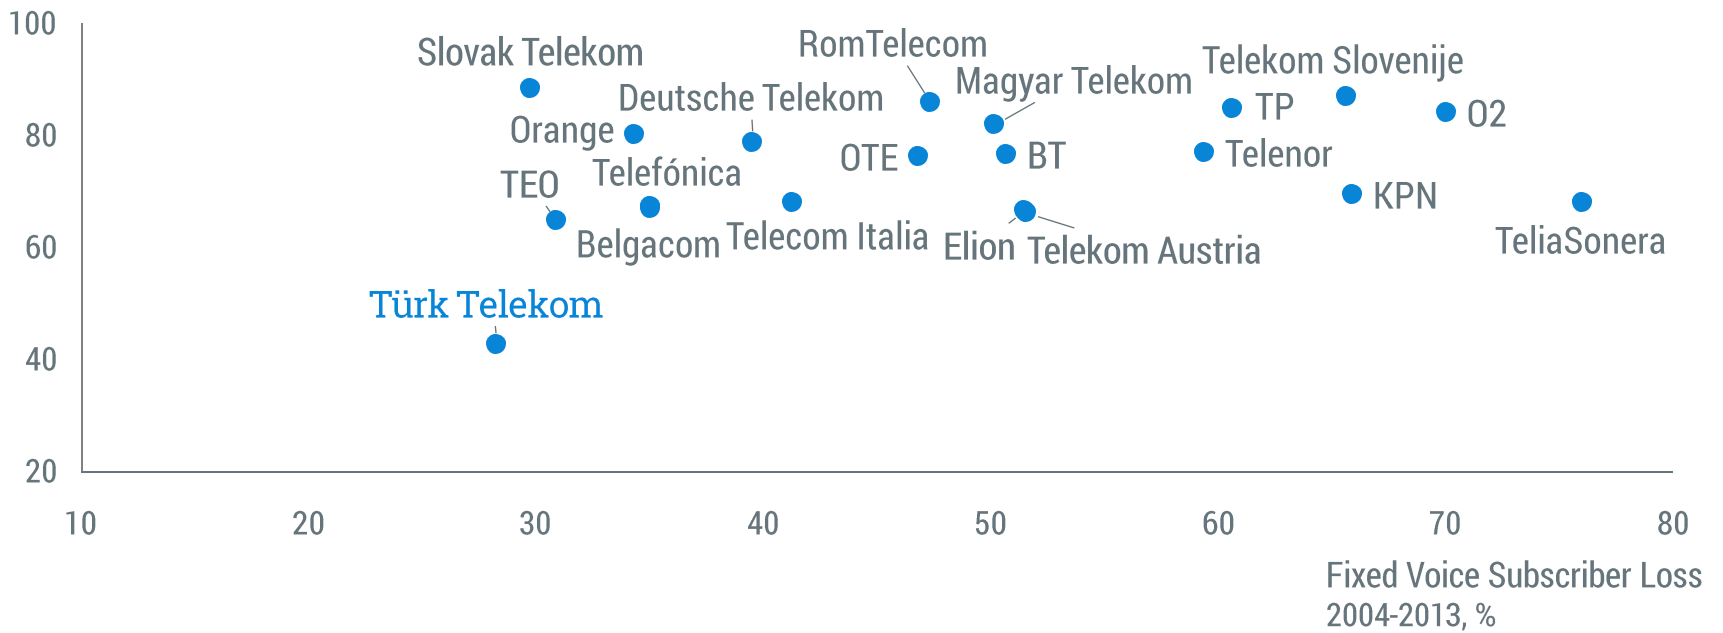 100
80
60
40
20
Slovak Telekom
RomTelecom
Magyar Telekom
Telekom Slovenije
Deutsche Telekom
TP
O2
Orange
OTE
BT
Telenor
TEO
Telefónica
KPN
Belgacom
Telecom Italia
Elion
Telekom Austria
TeliaSonera
Türk Telekom
10
20
30
40
50
60
70
80
Fixed Voice Subscriber Loss
2004-2013, %